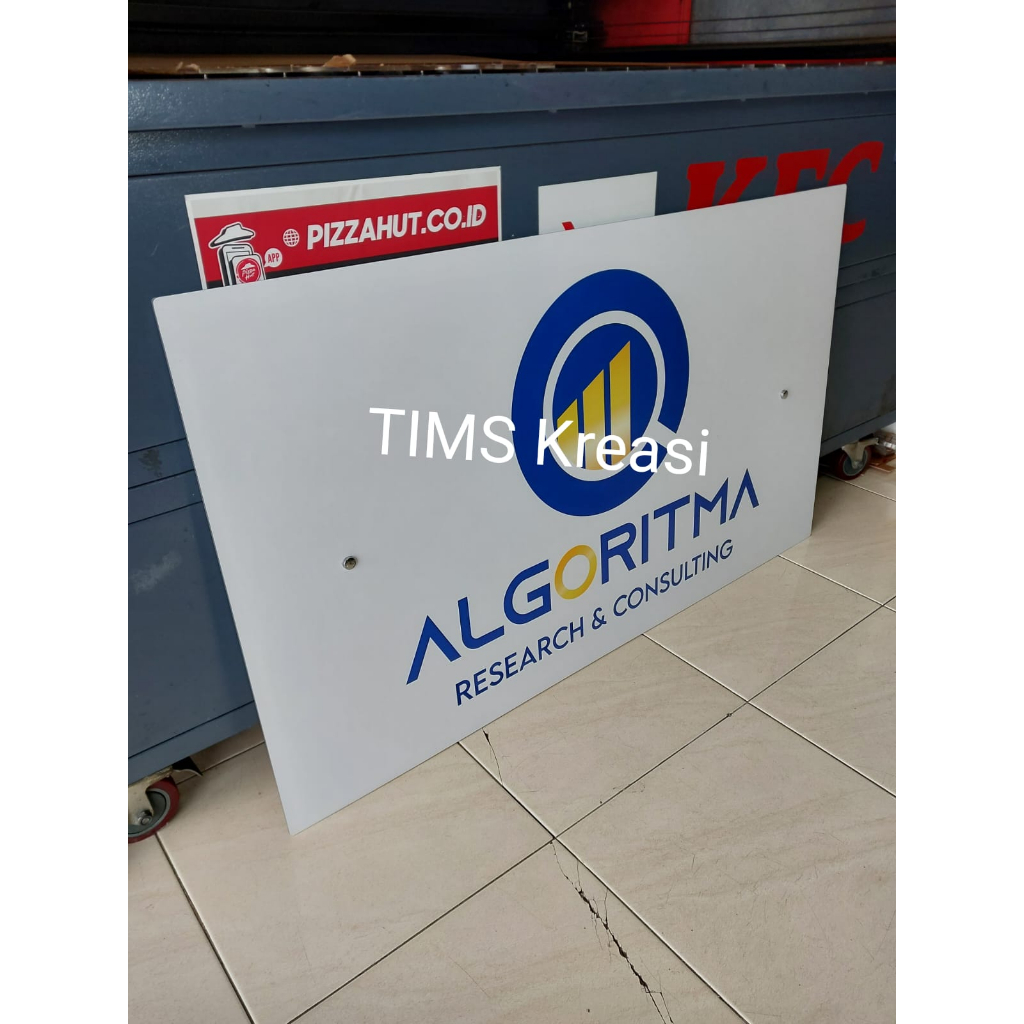 PIZZAHUT.CO.ID
APP
KFC
TIMS Kreasi
ALGORITMA
RESEARCH & CONSULTING